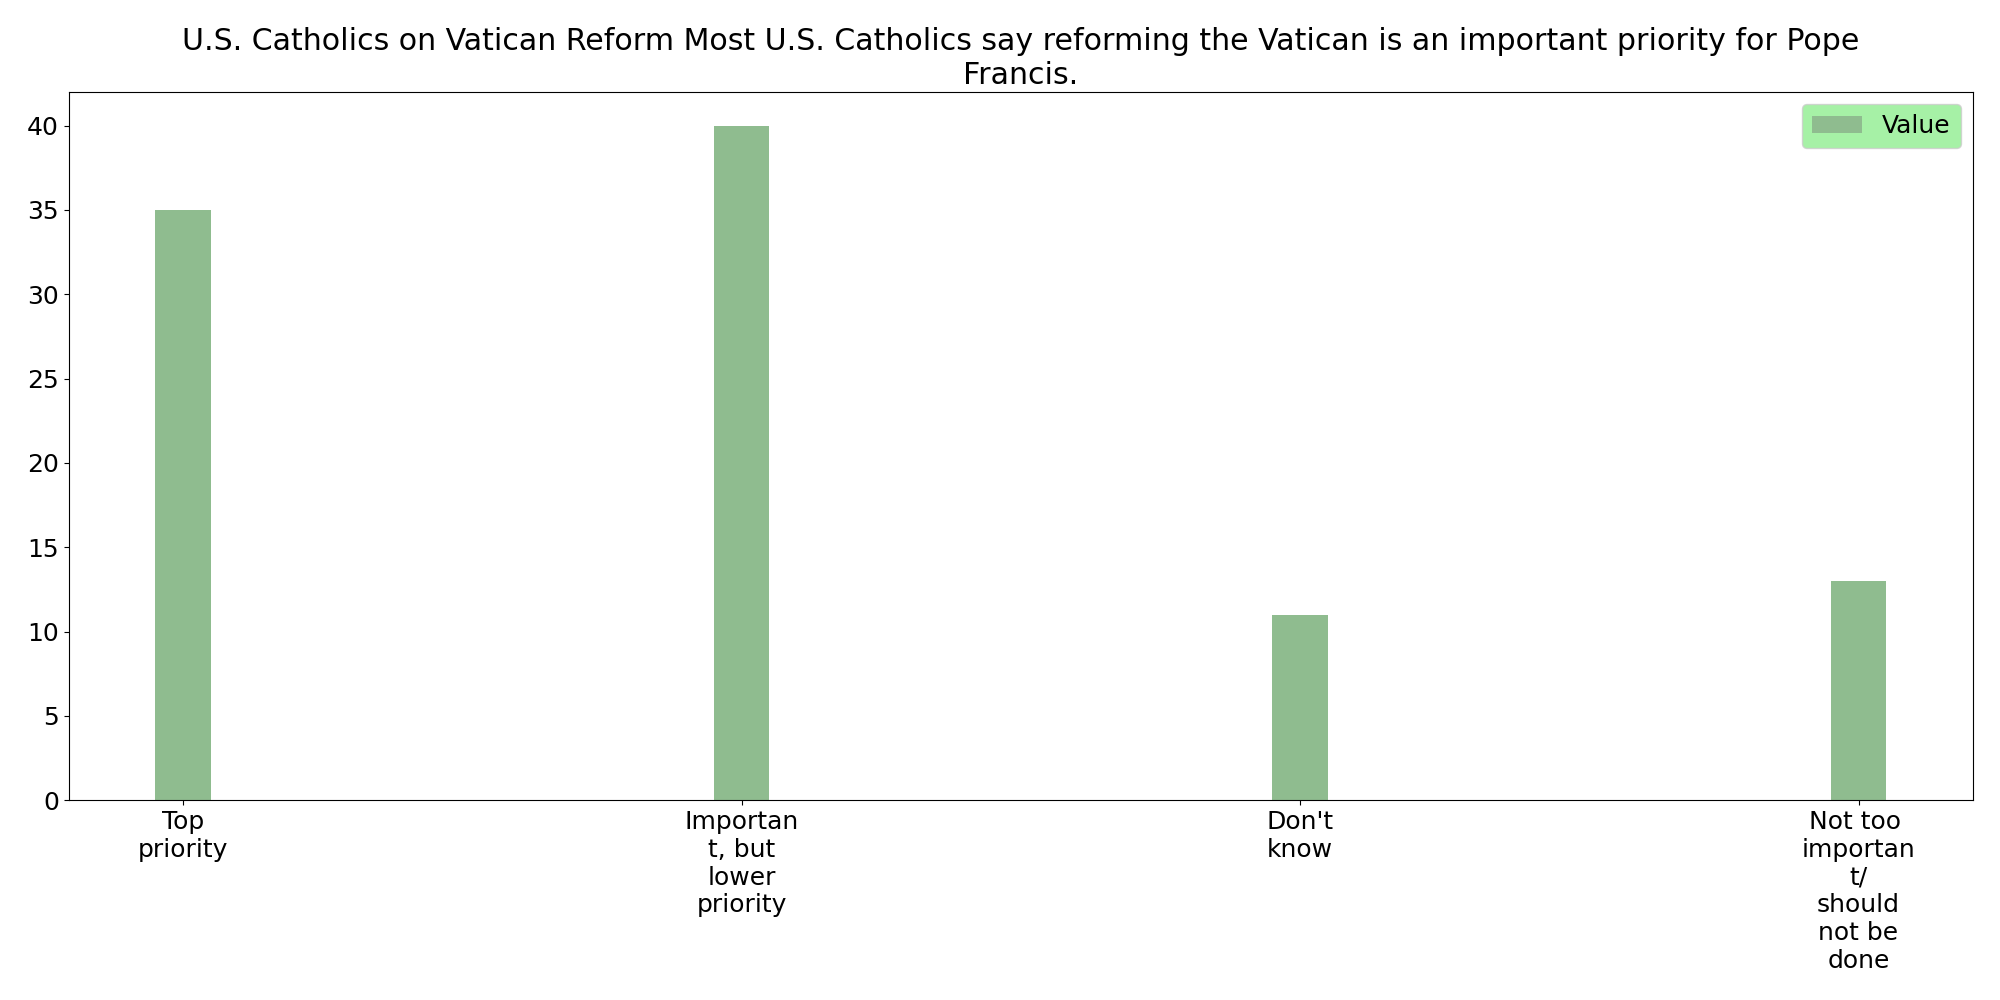 U.S. Catholics on Vatican Reform Most U.S. Catholics say reforming the Vatican is an important priority for Pope
Francis.
Value
40
35
30
25
20
15
10
5
0
Top
priority
Importan
t, but
lower
priority
Don't
know
Not too
importan
t/
should
not be
done